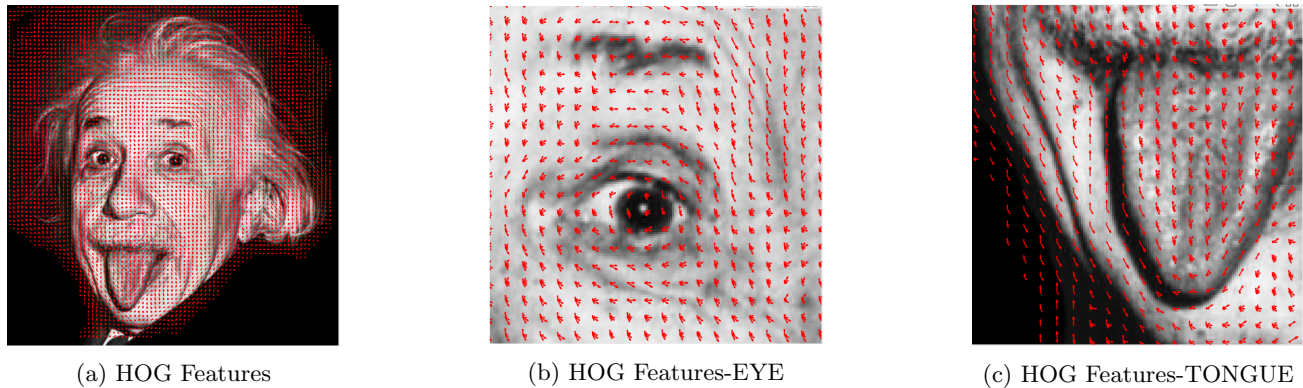 (a) HOG Features
(b) HOG Features-EYE
(c) HOG Features-TONGUE